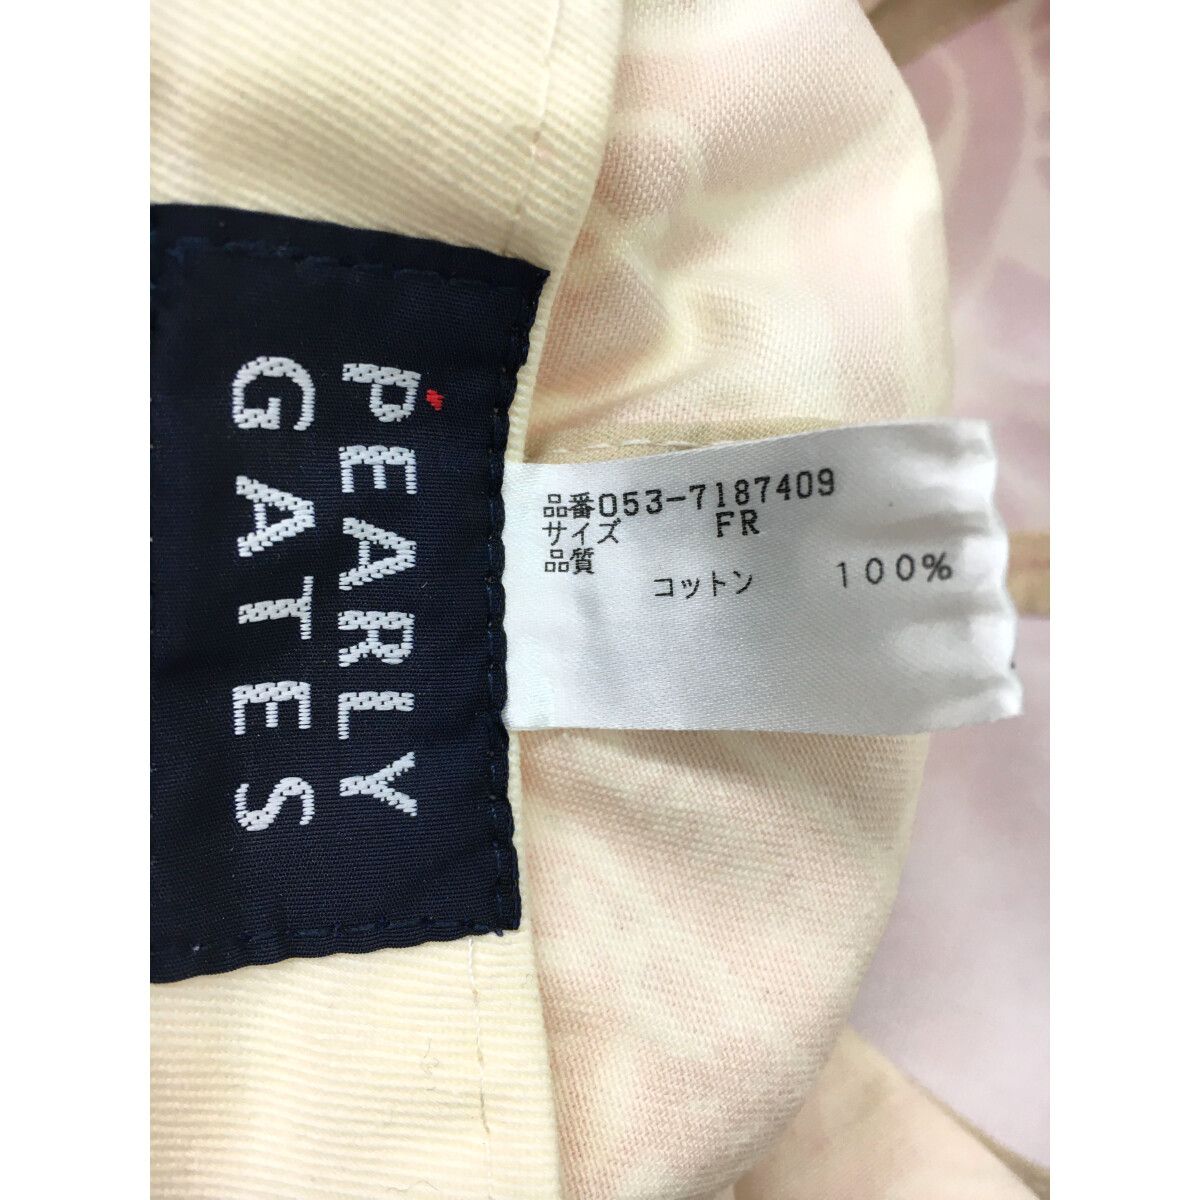 PEARLY
GATES
品番053-7187409
サイズ FR
品質
コットン 100%